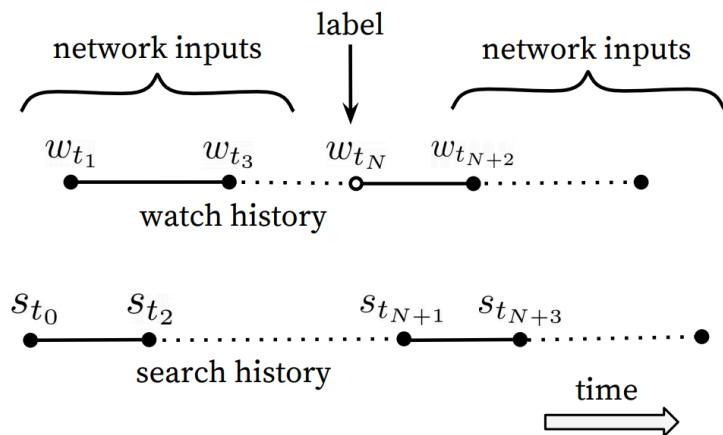 label
network inputs
network inputs
w_{t_1} w_{t_3} w_{t_N} w_{t_{N+2}}
watch history
s_{t_0} s_{t_2} s_{t_{N+1}} s_{t_{N+3}}
search history
time